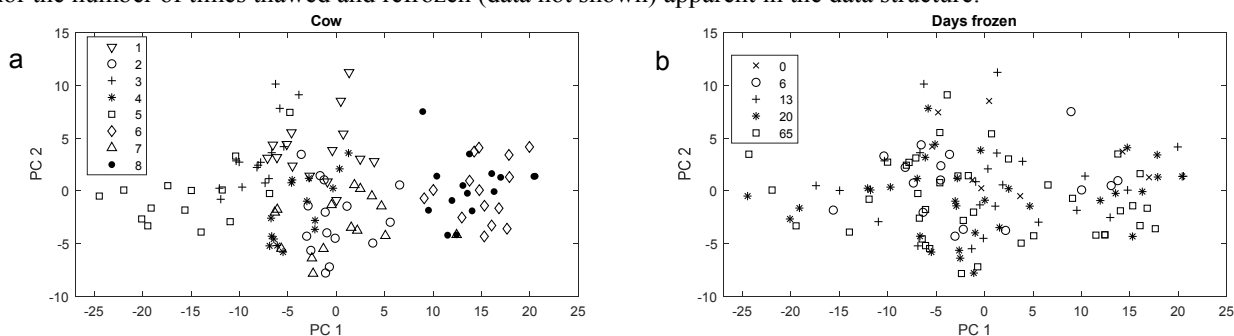 for the number of times thawed and refrozen (data not shown) apparent in the data structure.
a
Cow
15
10
5
0
-5
-10
PC 2
1
2
3
4
5
6
7
8
-25 -20 -15 -10 -5 0 5 10 15 20 25
PC 1
b
Days frozen
15
10
5
0
-5
-10
PC 2
0
6
13
20
65
-25 -20 -15 -10 -5 0 5 10 15 20 25
PC 1